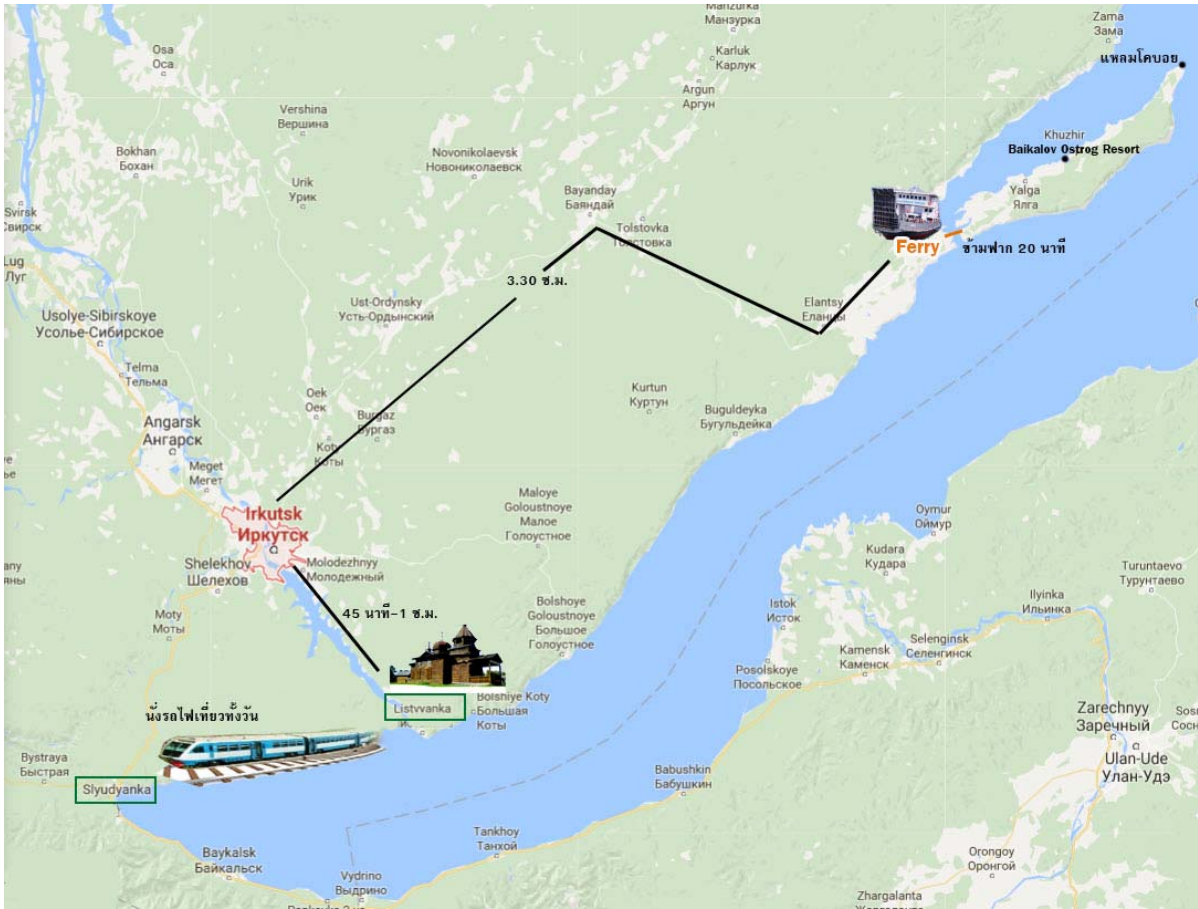 Manzurka
Манзурка
Zama
Зама
แหลมโคบอย
Osa
Оса
Karluk
Карлук
Argun
Аргун
Vershina
Вершина
Bokhan
Бохан
Novonikolaevsk
Новониколаевск
Khuzhir
Baikalov Ostrog Resort
Urik
Урик
Bayanday
Баяндай
Yalga
Ялга
Svirsk
Свирск
Tolstovka
Толстовка
Ferry
ข้ามฟาก 20 นาที
Lug
Луг
3.30 ช.ม.
Ust-Ordynsky
Усть-Ордынский
Elantsy
Еланцы
Usolye-Sibirskoye
Усолье-Сибирское
Telma
Тельма
Kurtun
Куртун
Oek
Оек
Buguldeyka
Бугульдейка
Burgaz
Бургаз
Angarsk
Ангарск
Koty
Коты
Meget
Мегет
Maloye
Goloustnoye
Малое
Голоустное
Irkutsk
Иркутск
Oymur
Оймур
Kudara
Кудара
Shelekhov
Шелехов
Molodezhnyy
Молодежный
Turuntaevo
Турунтаево
45 นาที-1 ช.ม.
Bolshoye
Goloustnoye
Большое
Голоустное
Istok
Исток
Ilyinka
Ильинка
Moty
Моты
Selenginsk
Селенгинск
Kamensk
Каменск
Posolskoye
Посольское
Listvyanka
Bolshiye Koty
Большая
Коты
นั่งรถไฟเที่ยวทั้งวัน
Zarechnyy
Заречный
Bystraya
Быстрая
Ulan-Ude
Улан-Удэ
Babushkin
Бабушкин
Slyudyanka
Tankhoy
Танхой
Baykalsk
Байкальск
Orongoy
Оронгой
Vydrino
Выдрино
Zhargalanta